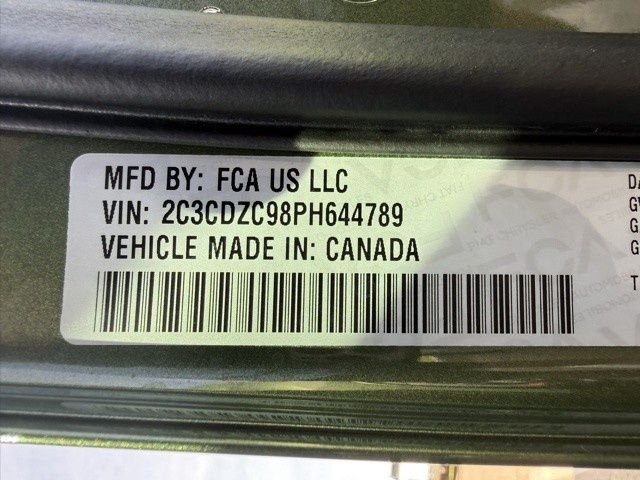 MFD BY: FCA US LLC
VIN: 2C3CDZC98PH644789
VEHICLE MADE IN: CANADA